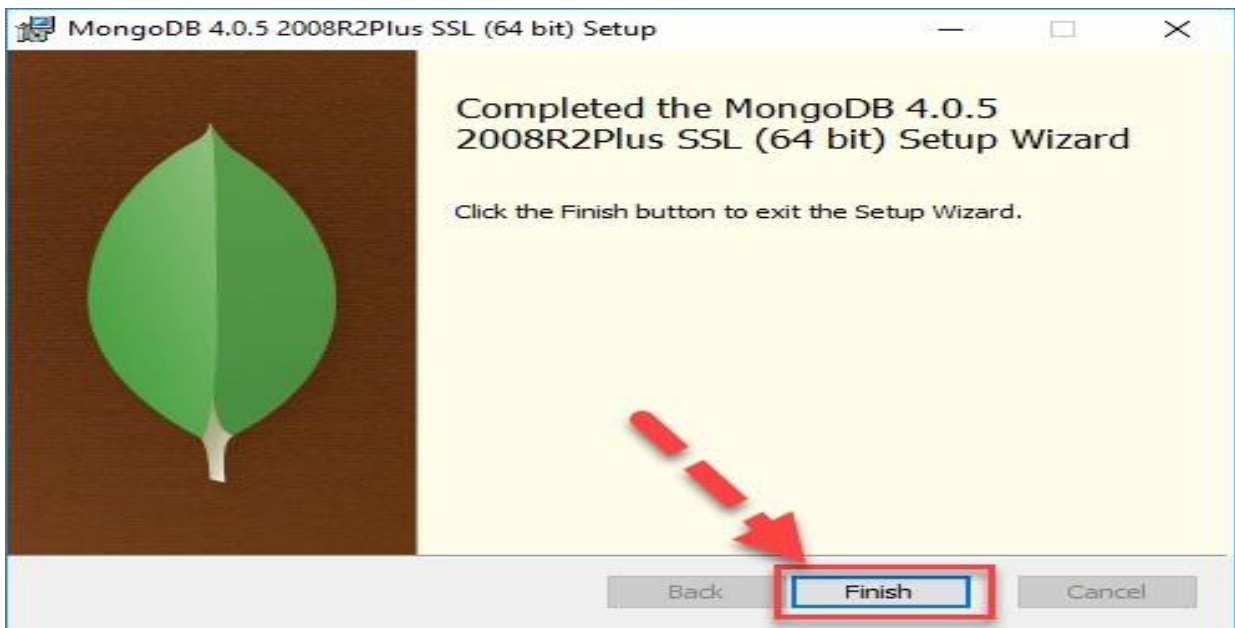 MongoDB 4.0.5 2008R2Plus SSL (64 bit) Setup
Completed the MongoDB 4.0.5
2008R2Plus SSL (64 bit) Setup Wizard
Click the Finish button to exit the Setup Wizard.
Back Finish Cancel